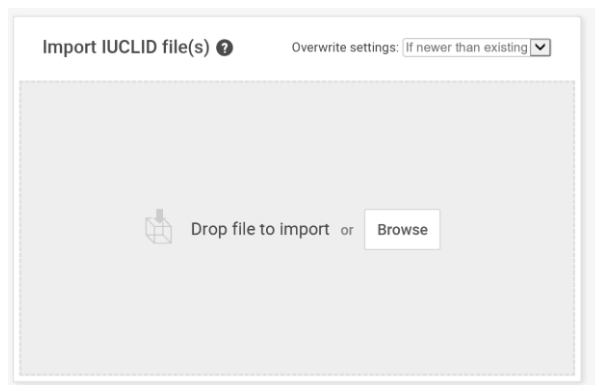 Import IUCLID file(s) ? Overwrite settings: If newer than existing
Drop file to import or Browse